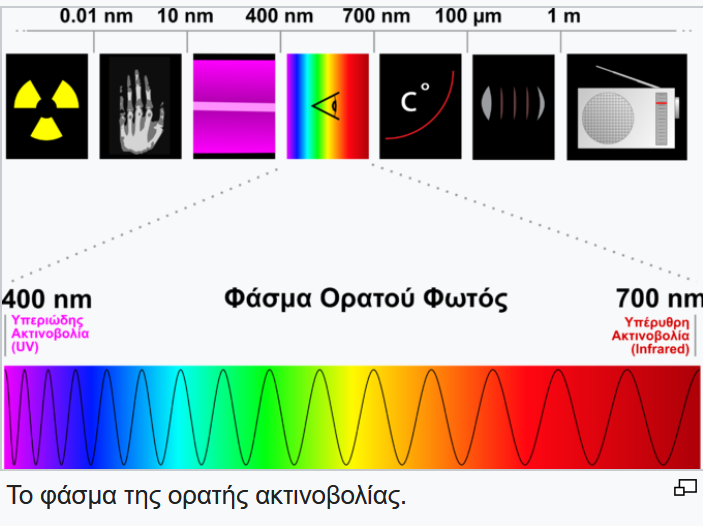 0.01 nm 10 nm 400 nm 700 nm 100 μm 1 m
C°
400 nm Φάσμα Ορατού Φωτός 700 nm
Υπεριώδης
Ακτινοβολία
(UV)
Υπέρυθρη
Ακτινοβολία
(Infrared)
Το φάσμα της ορατής ακτινοβολίας.